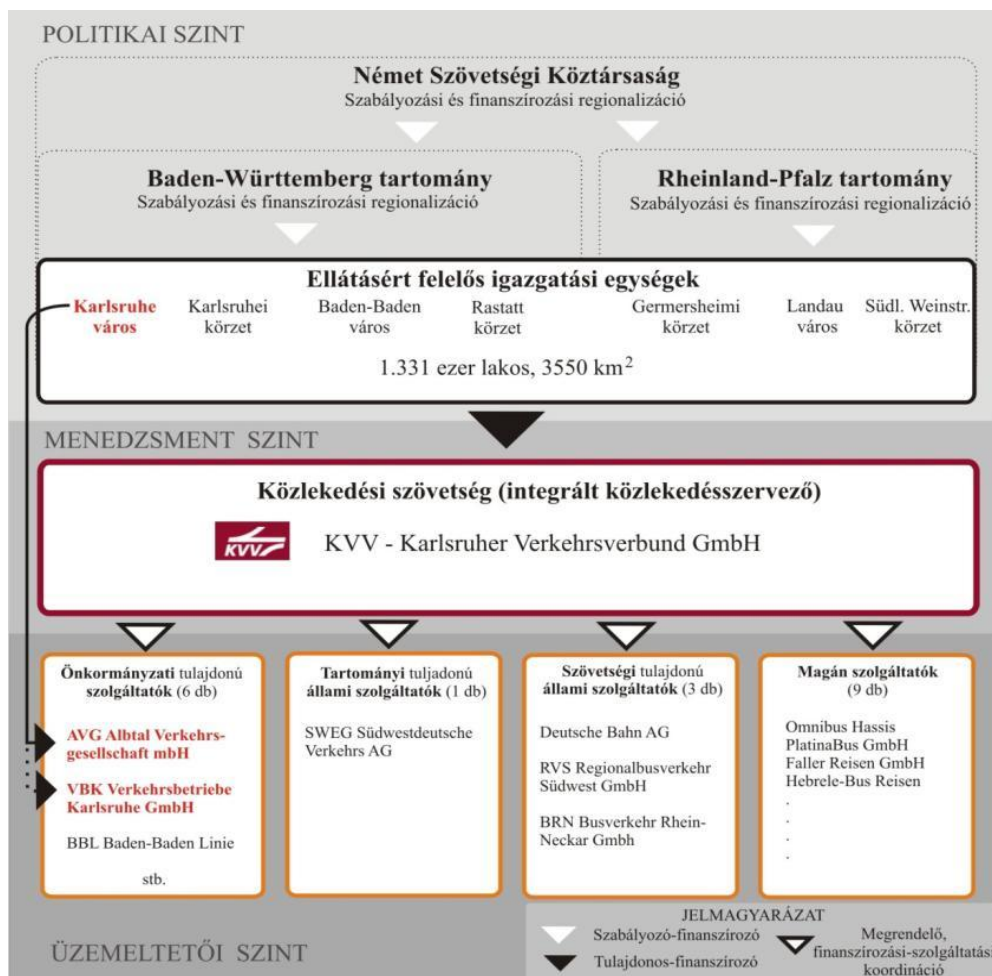 POLITIKAI SZINT
Német Szövetségi Köztársaság
Szabályozási és finanszírozási regionalizáció
Baden-Württemberg tartomány
Szabályozási és finanszírozási regionalizáció
Rheinland-Pfalz tartomány
Szabályozási és finanszírozási regionalizáció
Ellátásért felelős igazgatási egységek
Karlsruhe
város
Karlsruhei
körzet
Baden-Baden
város
Rastatt
körzet
Germersheimi
körzet
Landau
város
Südl. Weinstr.
körzet
1.331 ezer lakos, 3550 km²
MENEDZSMENT SZINT
Közlekedési szövetség (integrált közlekedésszervező)
KVV
KVV - Karlsruher Verkehrsverbund GmbH
Önkormányzati tulajdonú
szolgáltatók (6 db)
AVG Albtal Verkehrs-
gesellschaft mbH
VBK Verkehrsbetriebe
Karlsruhe GmbH
BBL Baden-Baden Linie
stb.
Tartományi tuljadonú
állami szolgáltatók (1 db)
SWEG Südwestdeutsche
Verkehrs AG
Szövetségi tulajdonú
állami szolgáltatók (3 db)
Deutsche Bahn AG
RVS Regionalbusverkehr
Südwest GmbH
BRN Busverkehr Rhein-
Neckar Gmbh
Magán szolgáltatók
(9 db)
Omnibus Hassis
PlatinaBus GmbH
Faller Reisen GmbH
Hebrele-Bus Reisen
.
.
.
.
ÜZEMELTETŐI SZINT
JELMAGYARÁZAT
Szabályozó-finanszírozó
Tulajdonos-finanszírozó
Megrendelő,
finanszírozási-szolgáltatási
koordináció